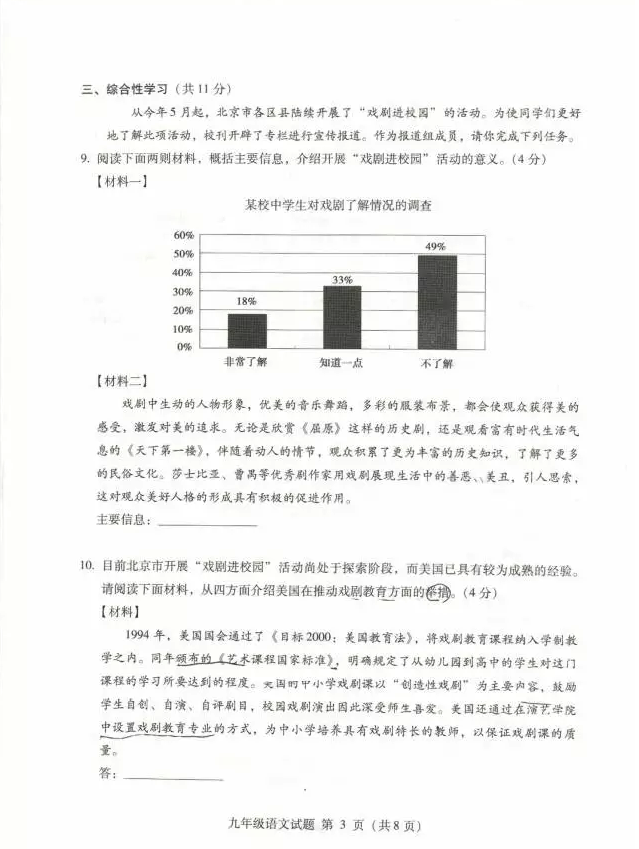 三、综合性学习（共11分）
从今年5月起，北京市各区县陆续开展了“戏剧进校园”的活动。为使同学们更好
地了解此项活动，校刊开辟了专栏进行宣传报道。作为报道组成员，请你完成下列任务。
9. 阅读下面两则材料，概括主要信息，介绍开展“戏剧进校园”活动的意义。（4分）
【材料一】
某校中学生对戏剧了解情况的调查
60%
50%
40%
30%
20%
10%
0%
18%
33%
49%
非常了解 知道一点 不了解
【材料二】
戏剧中生动的人物形象，优美的音乐舞蹈，多彩的服装布景，都会使观众获得美的
感受，激发对美的追求。无论是欣赏《屈原》这样的历史剧，还是观看富有时代生活气
息的《天下第一楼》，伴随着动人的情节，观众积累了更为丰富的历史知识，了解了更多
的民俗文化。莎士比亚、曹禺等优秀剧作家用戏剧展现生活中的善恶、美丑，引人思索，
这对观众美好人格的形成具有积极的促进作用。
主要信息：
10. 目前北京市开展“戏剧进校园”活动尚处于探索阶段，而美国已具有较为成熟的经验。
请阅读下面材料，从四方面介绍美国在推动戏剧教育方面的举措。（4分）
【材料】
1994年，美国国会通过了《目标2000：美国教育法》，将戏剧教育课程纳入学制教
学之内。同年颁布的《艺术课程国家标准》，明确规定了从幼儿园到高中的学生对这门
课程的学习所要达到的程度。美国的中小学戏剧课以“创造性戏剧”为主要内容，鼓励
学生自创、自演、自评剧目，校园戏剧演出因此深受师生喜爱。美国还通过在演艺学院
中设置戏剧教育专业的方式，为中小学培养具有戏剧特长的教师，以保证戏剧课的质
量。
答：
九年级语文试题 第 3 页（共8页）